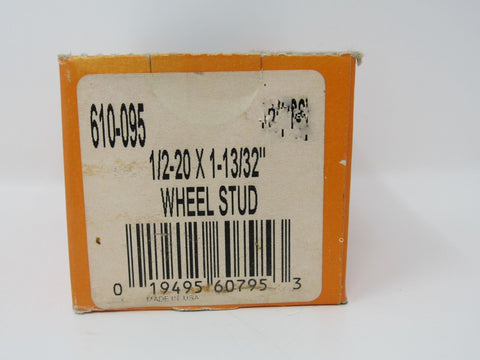 610-095
1/2-20 X 1-13/32"
WHEEL STUD
0 19495 60795 3
MADE IN USA